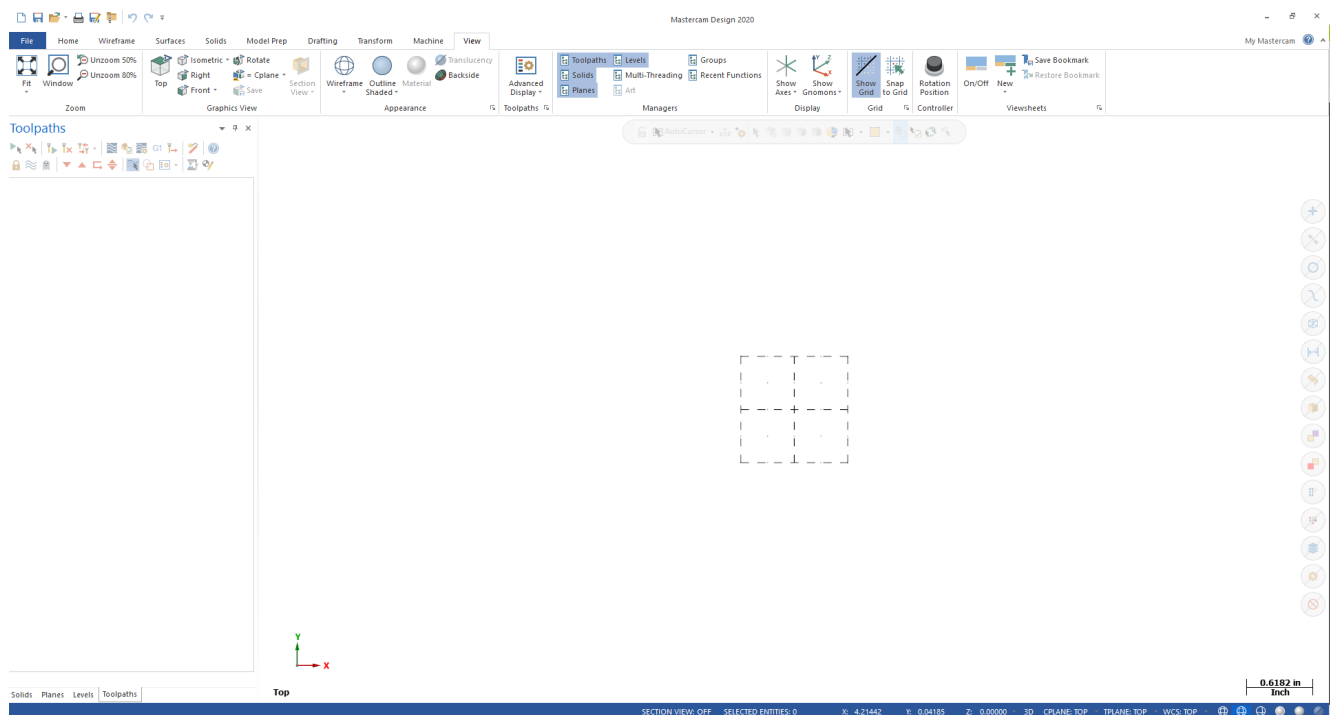 Mastercam Design 2020
File Home Wireframe Surfaces Solids Model Prep Drafting Transform Machine View My Mastercam
Fit Window Unzoom 50% Unzoom 80%
Zoom
Top Isometric Right Front Rotate = Cplane Save Section View
Graphics View
Wireframe Outline Shaded Material Translucency Backside
Appearance
Advanced Display
Toolpaths
Toolpaths Levels Groups
Solids Multi-Threading Recent Functions
Planes Art
Managers
Show Axes Show Gnomons
Display
Show Grid Snap to Grid
Grid
Rotation Position
Controller
On/Off New Save Bookmark Restore Bookmark
Viewsheets
Toolpaths
G1
AutoCursor
Y
X
Top
0.6182 in
Inch
Solids Planes Levels Toolpaths
SECTION VIEW: OFF SELECTED ENTITIES: 0 X: 4.21442 Y: 0.04185 Z: 0.00000 3D CPLANE: TOP TPLANE: TOP WCS: TOP